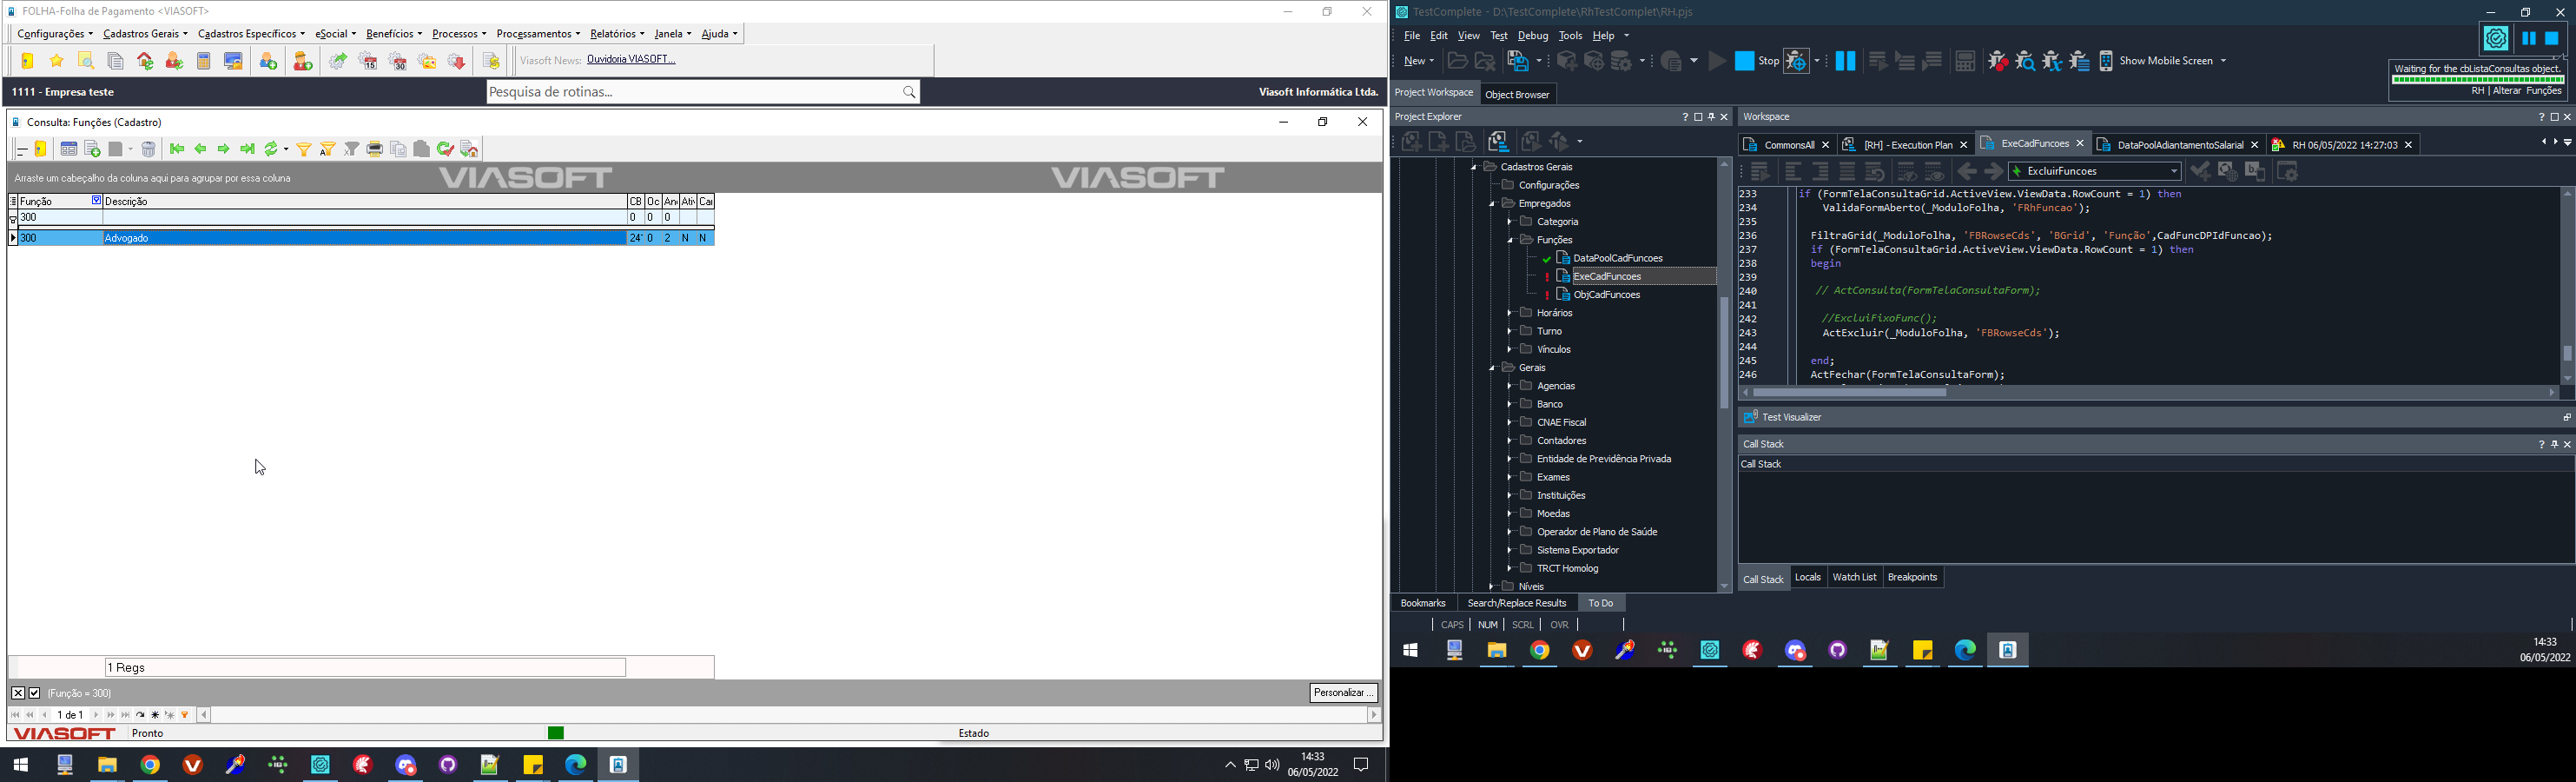 FOLHA-Folha de Pagamento <VIASOFT>
Configurações Cadastros Gerais Cadastros Específicos eSocial Benefícios Processos Processamentos Relatórios Janela Ajuda
15 30 Viasoft News: Ouvidoria VIASOFT...
1111 - Empresa teste Pesquisa de rotinas... Viasoft Informática Ltda.
Consulta: Funções (Cadastro)
Arraste um cabeçalho da coluna aqui para agrupar por essa coluna VIASOFT VIASOFT
Função Descrição CB Oc An Ati Car
300 0 0 0
300 Advogado 24' 0 2 N N
1 Regs
(Função = 300) Personalizar ...
1 de 1
VIASOFT Pronto Estado
14:33
06/05/2022
TestComplete - D:\TestComplete\RhTestComplet\RH.pjs
File Edit View Test Debug Tools Help
New Stop Show Mobile Screen
Waiting for the cbListaConsultas object.
RH | Alterar Funções
Project Workspace Object Browser
Project Explorer
Cadastros Gerais
Configurações
Empregados
Categoria
Funções
DataPoolCadFuncoes
ExeCadFuncoes
ObjCadFuncoes
Horários
Turno
Vínculos
Gerais
Agencias
Banco
CNAE Fiscal
Contadores
Entidade de Previdência Privada
Exames
Instituições
Moedas
Operador de Plano de Saúde
Sistema Exportador
TRCT Homolog
Níveis
Workspace
CommonsAll [RH] - Execution Plan ExeCadFuncoes DataPoolAdiantamentoSalarial RH 06/05/2022 14:27:03
ExcluirFuncoes
233 if (FormTelaConsultaGrid.ActiveView.ViewData.RowCount = 1) then
234 ValidaFormAberto(_ModuloFolha, 'FRhFuncao');
235
236 FiltraGrid(_ModuloFolha, 'FBRowseCds', 'BGrid', 'Função',CadFuncDPIdFuncao);
237 if (FormTelaConsultaGrid.ActiveView.ViewData.RowCount = 1) then
238 begin
239
240 // ActConsulta(FormTelaConsultaForm);
241
242 //ExcluiFixoFunc();
243 ActExcluir(_ModuloFolha, 'FBRowseCds');
244
245 end;
246 ActFechar(FormTelaConsultaForm);
Test Visualizer
Call Stack
Call Stack
Call Stack Locals Watch List Breakpoints
Bookmarks Search/Replace Results To Do
CAPS NUM SCRL OVR
14:33
06/05/2022